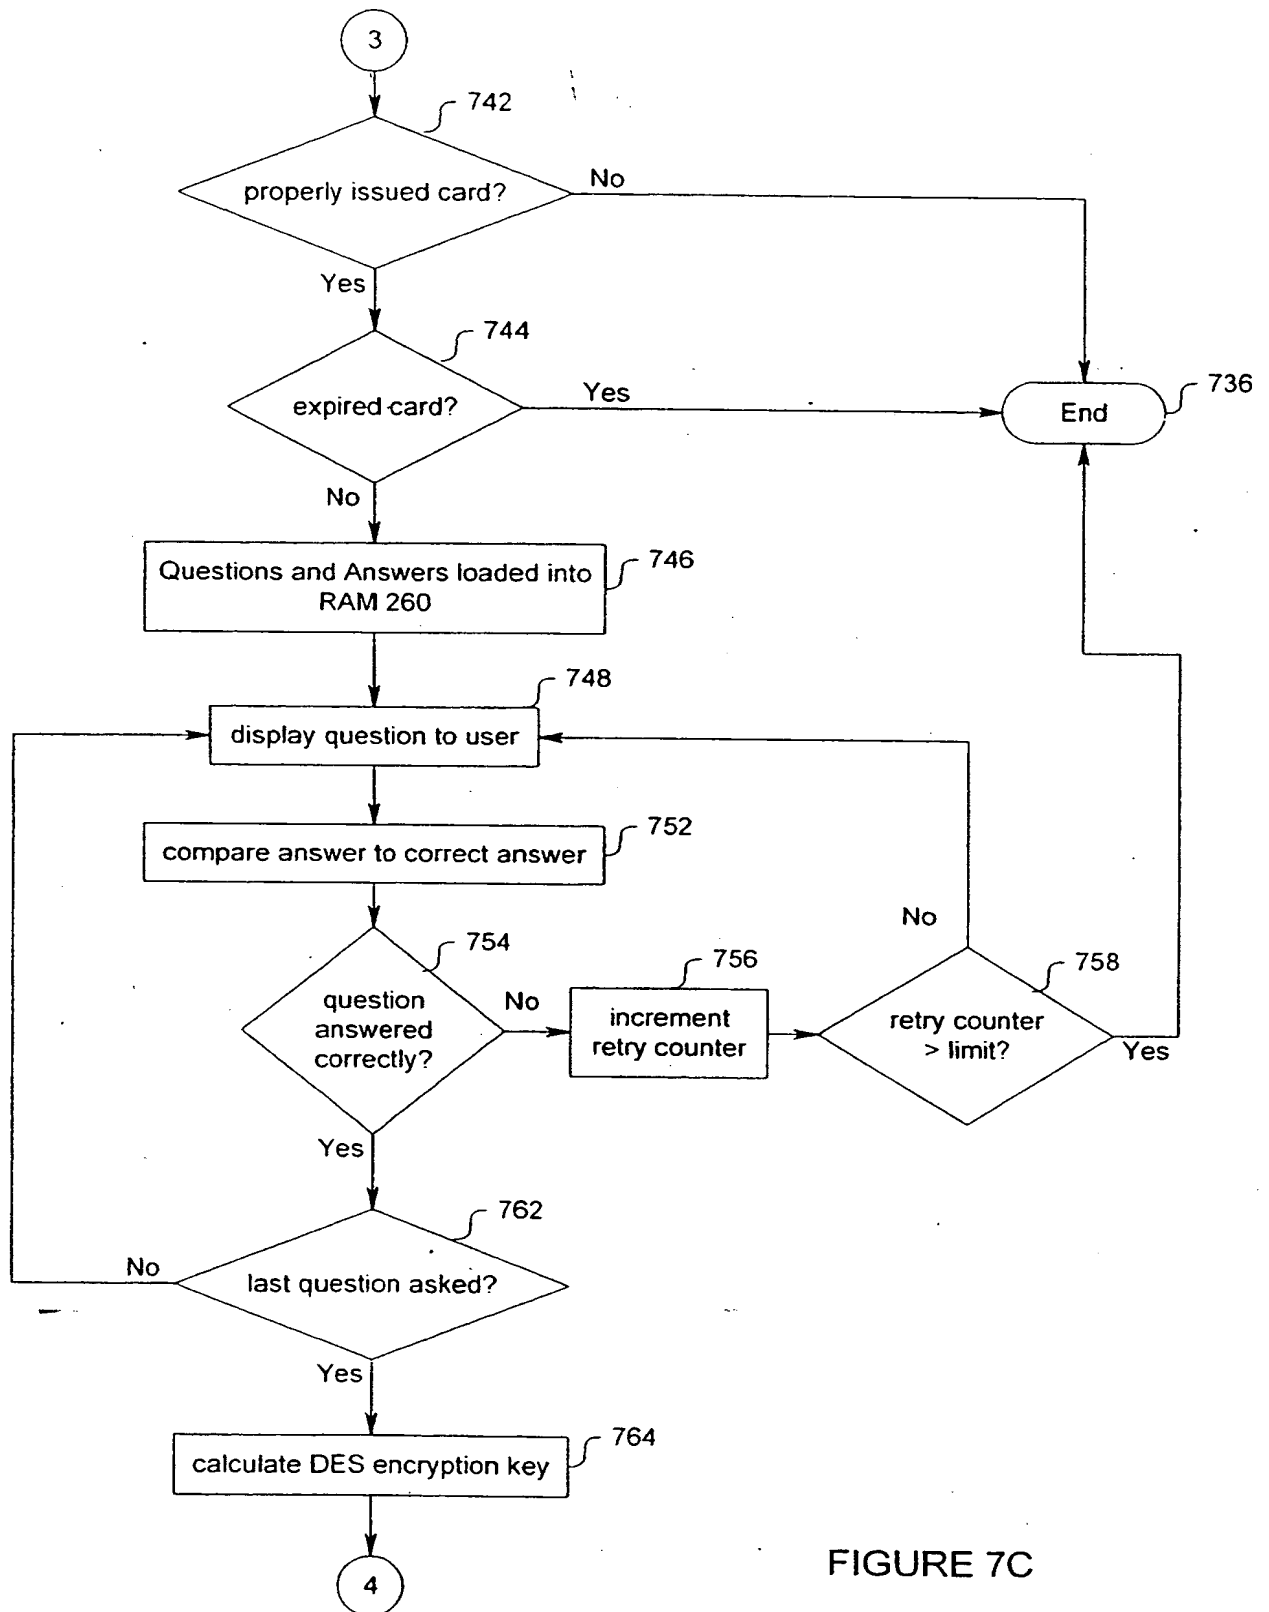 3
742
properly issued card?
No
Yes
744
expired card?
Yes
736
End
No
746
Questions and Answers loaded into
RAM 260
748
display question to user
752
compare answer to correct answer
No
754
756
758
question
answered
correctly?
No
increment
retry counter
retry counter
> limit?
Yes
Yes
762
No
last question asked?
Yes
764
calculate DES encryption key
4
FIGURE 7C